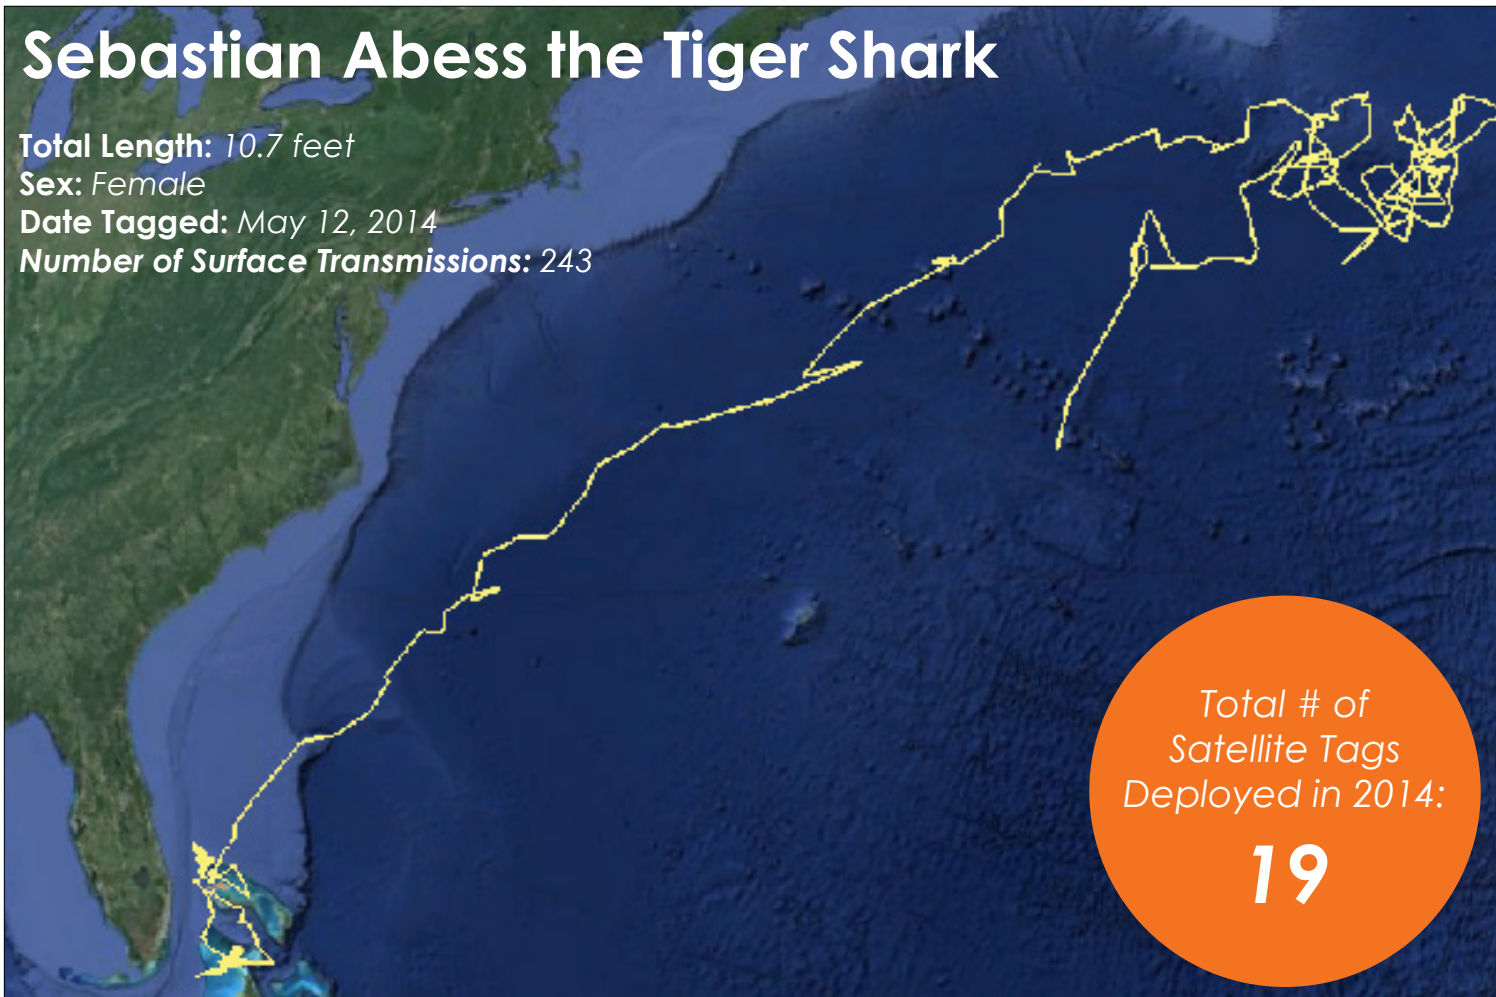 Sebastian Abess the Tiger Shark
Total Length: 10.7 feet
Sex: Female
Date Tagged: May 12, 2014
Number of Surface Transmissions: 243
Total # of
Satellite Tags
Deployed in 2014:
19